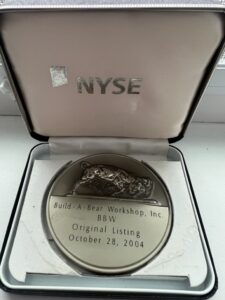 NYSE
Build-A-Bear Workshop, Inc.
BBW
Original Listing
October 28, 2004